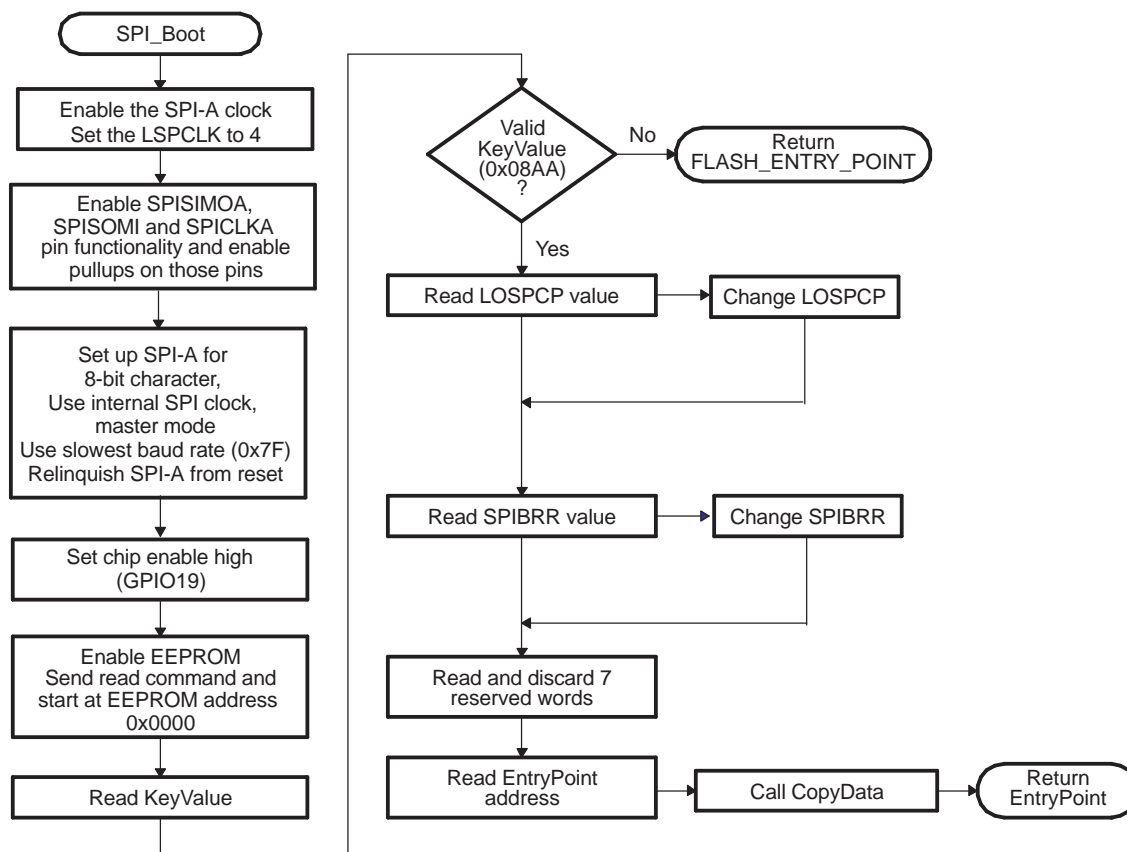 SPI_Boot
Enable the SPI-A clock
Set the LSPCLK to 4
Enable SPISIMOA,
SPISOMI and SPICLKA
pin functionality and enable
pullups on those pins
Set up SPI-A for
8-bit character,
Use internal SPI clock,
master mode
Use slowest baud rate (0x7F)
Relinquish SPI-A from reset
Set chip enable high
(GPIO19)
Enable EEPROM
Send read command and
start at EEPROM address
0x0000
Read KeyValue
Valid
KeyValue
(0x08AA)
?
No
Return
FLASH_ENTRY_POINT
Yes
Read LOSPCP value
Change LOSPCP
Read SPIBRR value
Change SPIBRR
Read and discard 7
reserved words
Read EntryPoint
address
Call CopyData
Return
EntryPoint